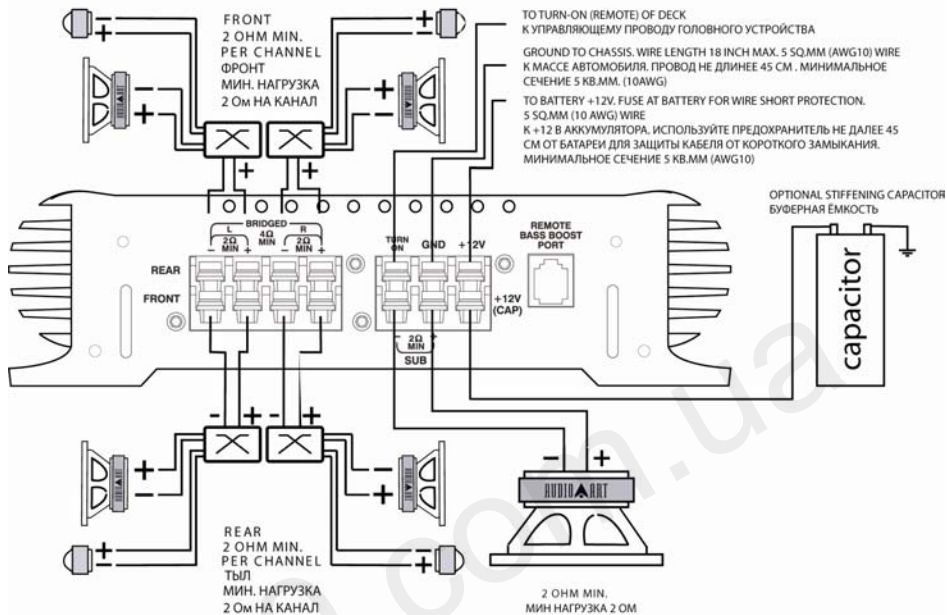 FRONT
2 OHM MIN.
PER CHANNEL
ФРОНТ
МИН. НАГРУЗКА
2 Ом НА КАНАЛ
TO TURN-ON (REMOTE) OF DECK
К УПРАВЛЯЮЩЕМУ ПРОВОДУ ГОЛОВНОГО УСТРОЙСТВА
GROUND TO CHASSIS. WIRE LENGTH 18 INCH MAX. 5 SQ.MM (AWG10) WIRE
К МАССЕ АВТОМОБИЛЯ. ПРОВОД НЕ ДЛИНЕЕ 45 СМ . МИНИМАЛЬНОЕ
СЕЧЕНИЕ 5 КВ.ММ. (10AWG)
TO BATTERY +12V. FUSE AT BATTERY FOR WIRE SHORT PROTECTION.
5 SQ.MM (10 AWG) WIRE
К +12 В АККУМУЛЯТОРА. ИСПОЛЬЗУЙТЕ ПРЕДОХРАНИТЕЛЬ НЕ ДАЛЕЕ 45
СМ ОТ БАТАРЕИ ДЛЯ ЗАЩИТЫ КАБЕЛЯ ОТ КОРОТКОГО ЗАМЫКАНИЯ.
МИНИМАЛЬНОЕ СЕЧЕНИЕ 5 КВ.ММ (AWG10)
OPTIONAL STIFFENING CAPACITOR
БУФЕРНАЯ ЁМКОСТЬ
capacitor
BRIDGED
L 4Ω R
2Ω MIN 2Ω
- MIN + - MIN +
REAR
FRONT
TURN
ON
GND
+12V
REMOTE
BASS BOOST
PORT
+12V
(CAP)
- 2Ω +
MIN
SUB
AUDIO ART
REAR
2 OHM MIN.
PER CHANNEL
ТЫЛ
МИН. НАГРУЗКА
2 Ом НА КАНАЛ
2 OHM MIN.
МИН НАГРУЗКА 2 ОМ
com.ua